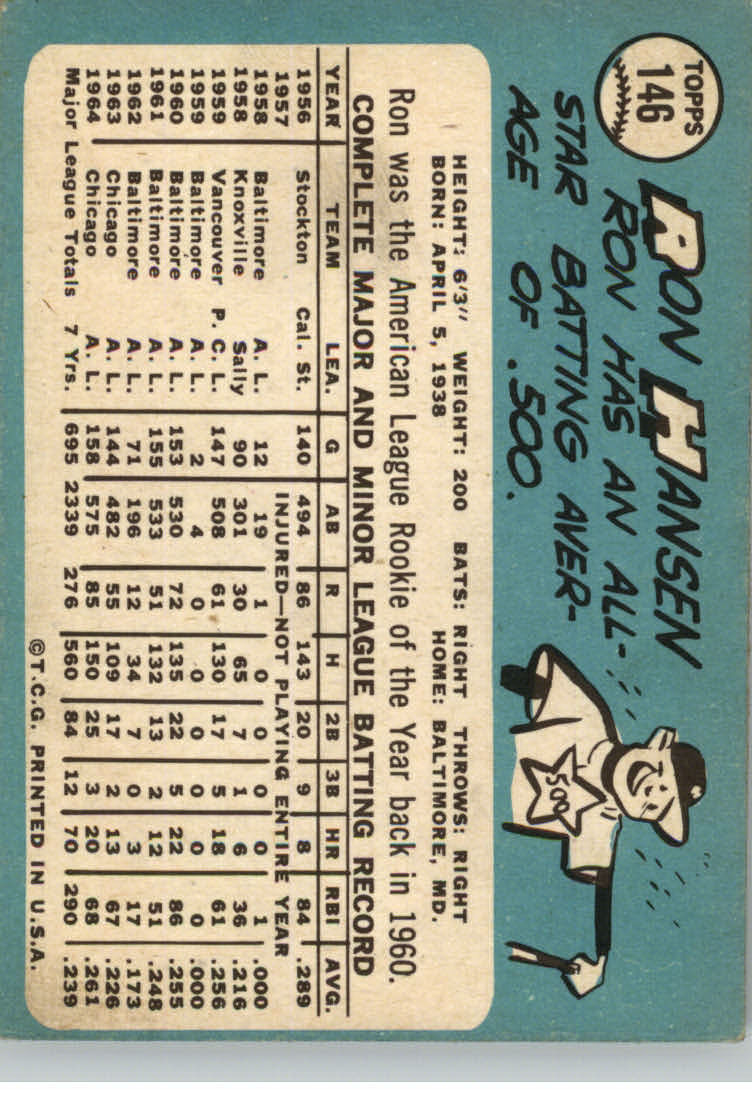 TOPPS
146
RON HANSEN
RON HAS AN ALL-
STAR BATTING AVER-
AGE OF .500.
500
HEIGHT: 6'3" WEIGHT: 200 BATS: RIGHT THROWS: RIGHT
BORN: APRIL 5, 1938 HOME: BALTIMORE, MD.
Ron was the American League Rookie of the Year back in 1960.
COMPLETE MAJOR AND MINOR LEAGUE BATTING RECORD
YEAR TEAM LEA. G AB R H 2B 3B HR RBI AVG.
1956 Stockton Cal. St. 140 494 86 143 20 9 8 84 .289
1957 INJURED—NOT PLAYING ENTIRE YEAR
1958 Baltimore A. L. 12 19 1 0 0 0 0 1 .000
1958 Knoxville Sally 90 301 30 65 7 1 6 36 .216
1959 Vancouver P. C. L. 147 508 61 130 17 5 18 61 .256
1959 Baltimore A. L. 2 4 0 0 0 0 0 0 .000
1960 Baltimore A. L. 153 530 72 135 22 5 22 86 .255
1961 Baltimore A. L. 155 533 51 132 13 2 12 51 .248
1962 Baltimore A. L. 71 196 12 34 7 0 3 17 .173
1963 Chicago A. L. 144 482 55 109 17 2 13 67 .226
1964 Chicago A. L. 158 575 85 150 25 3 20 68 .261
Major League Totals 7 Yrs. 695 2339 276 560 84 12 70 290 .239
©T.C.G. PRINTED IN U.S.A.